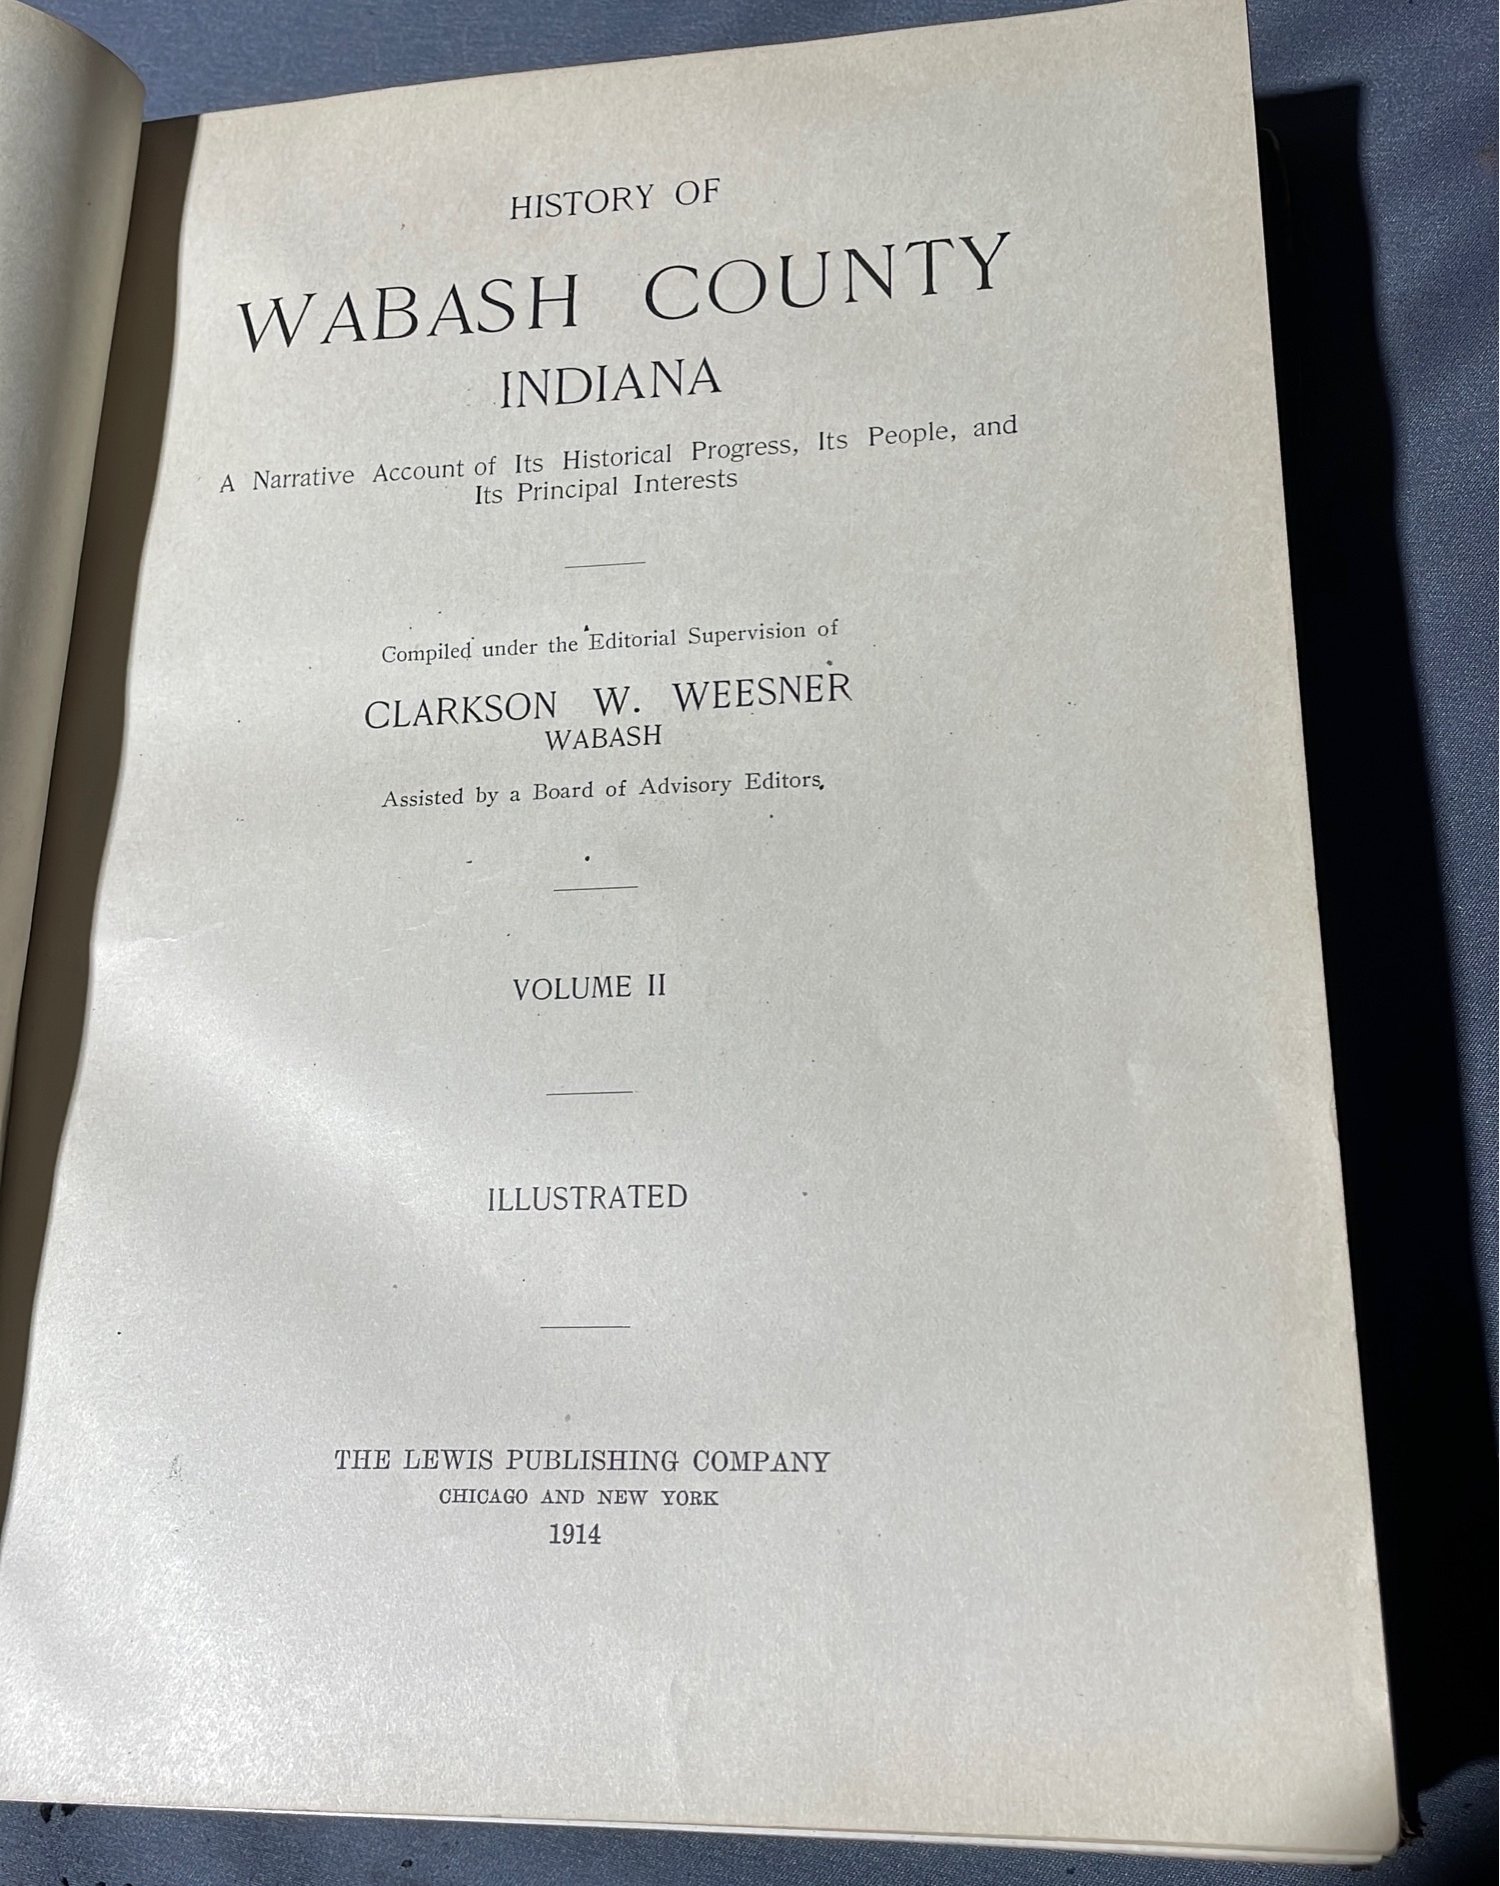 HISTORY OF
WABASH COUNTY
INDIANA
A Narrative Account of Its Historical Progress, Its People, and
Its Principal Interests
Compiled under the Editorial Supervision of
CLARKSON W. WEESNER
WABASH
Assisted by a Board of Advisory Editors
VOLUME II
ILLUSTRATED
THE LEWIS PUBLISHING COMPANY
CHICAGO AND NEW YORK
1914